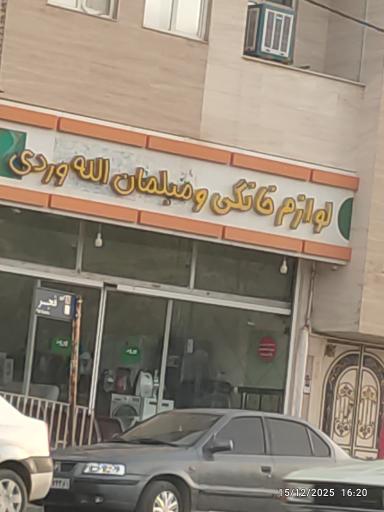 لوازم خانگی و مبلمان الله وردی
فجر
15/12/2025 16:20